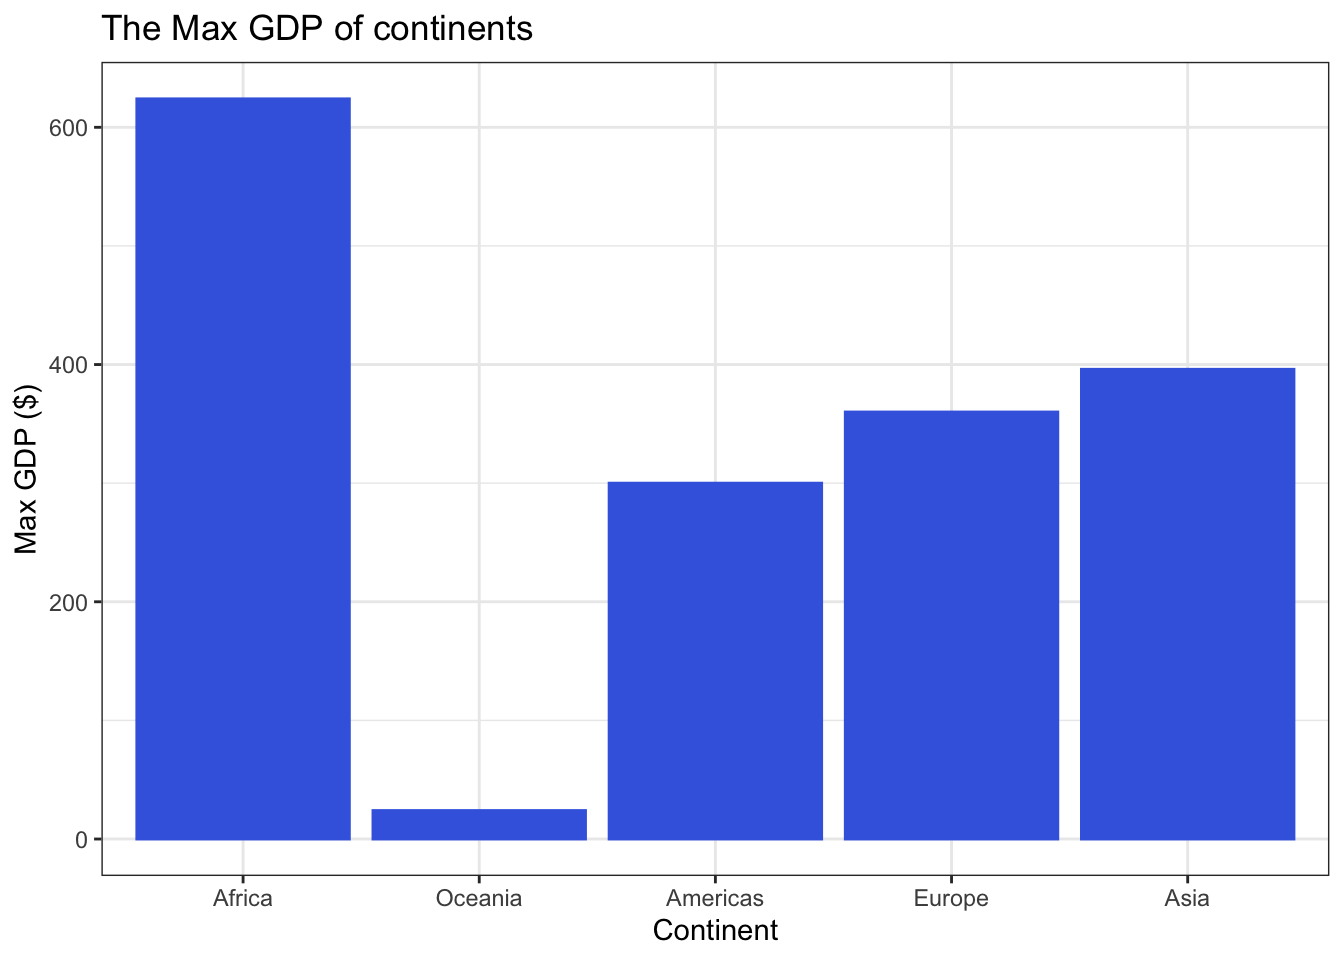 The Max GDP of continents
Max GDP ($)
600
400
200
0
Africa Oceania Americas Europe Asia
Continent